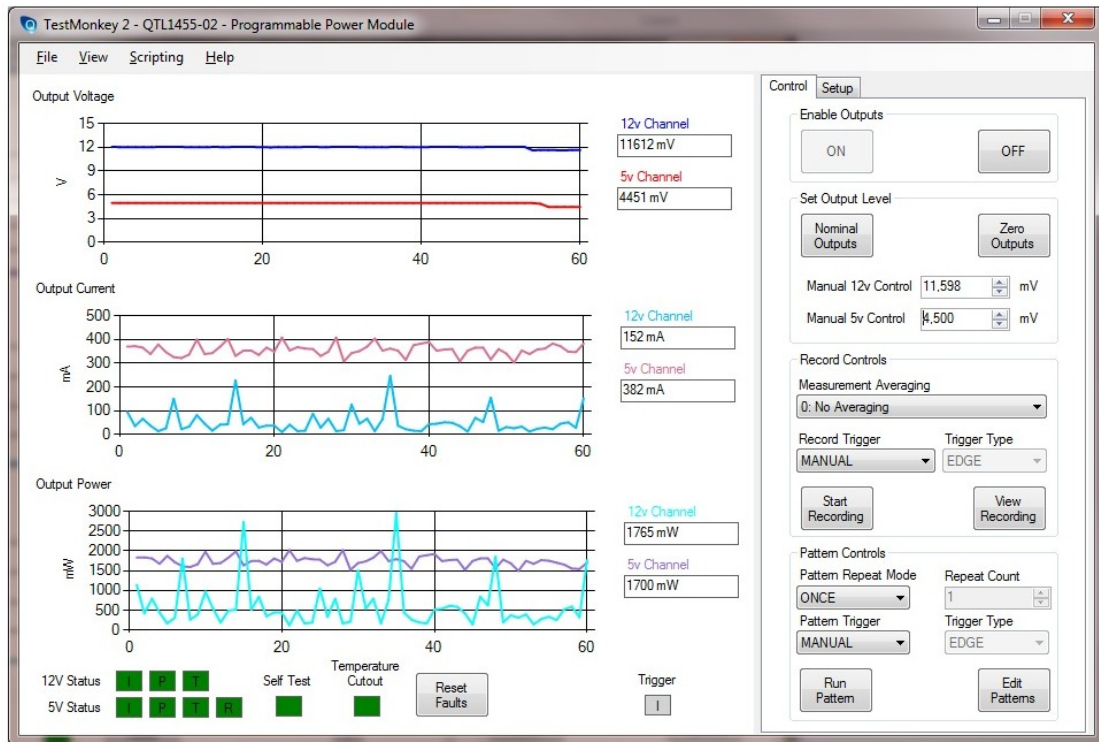 TestMonkey 2 - QTL1455-02 - Programmable Power Module
File View Scripting Help
Output Voltage
15
12
9
6
3
0
V
0 20 40 60
12v Channel
11612 mV
5v Channel
4451 mV
Output Current
500
400
300
200
100
0
mA
0 20 40 60
12v Channel
152 mA
5v Channel
382 mA
Output Power
3000
2500
2000
1500
1000
500
0
mW
0 20 40 60
12v Channel
1765 mW
5v Channel
1700 mW
12V Status I P T
5V Status I P T R
Self Test
Temperature
Cutout
Reset
Faults
Trigger
I
Control Setup
Enable Outputs
ON OFF
Set Output Level
Nominal
Outputs
Zero
Outputs
Manual 12v Control 11,598 mV
Manual 5v Control 4,500 mV
Record Controls
Measurement Averaging
0: No Averaging
Record Trigger Trigger Type
MANUAL EDGE
Start
Recording
View
Recording
Pattern Controls
Pattern Repeat Mode Repeat Count
ONCE 1
Pattern Trigger Trigger Type
MANUAL EDGE
Run
Pattern
Edit
Patterns